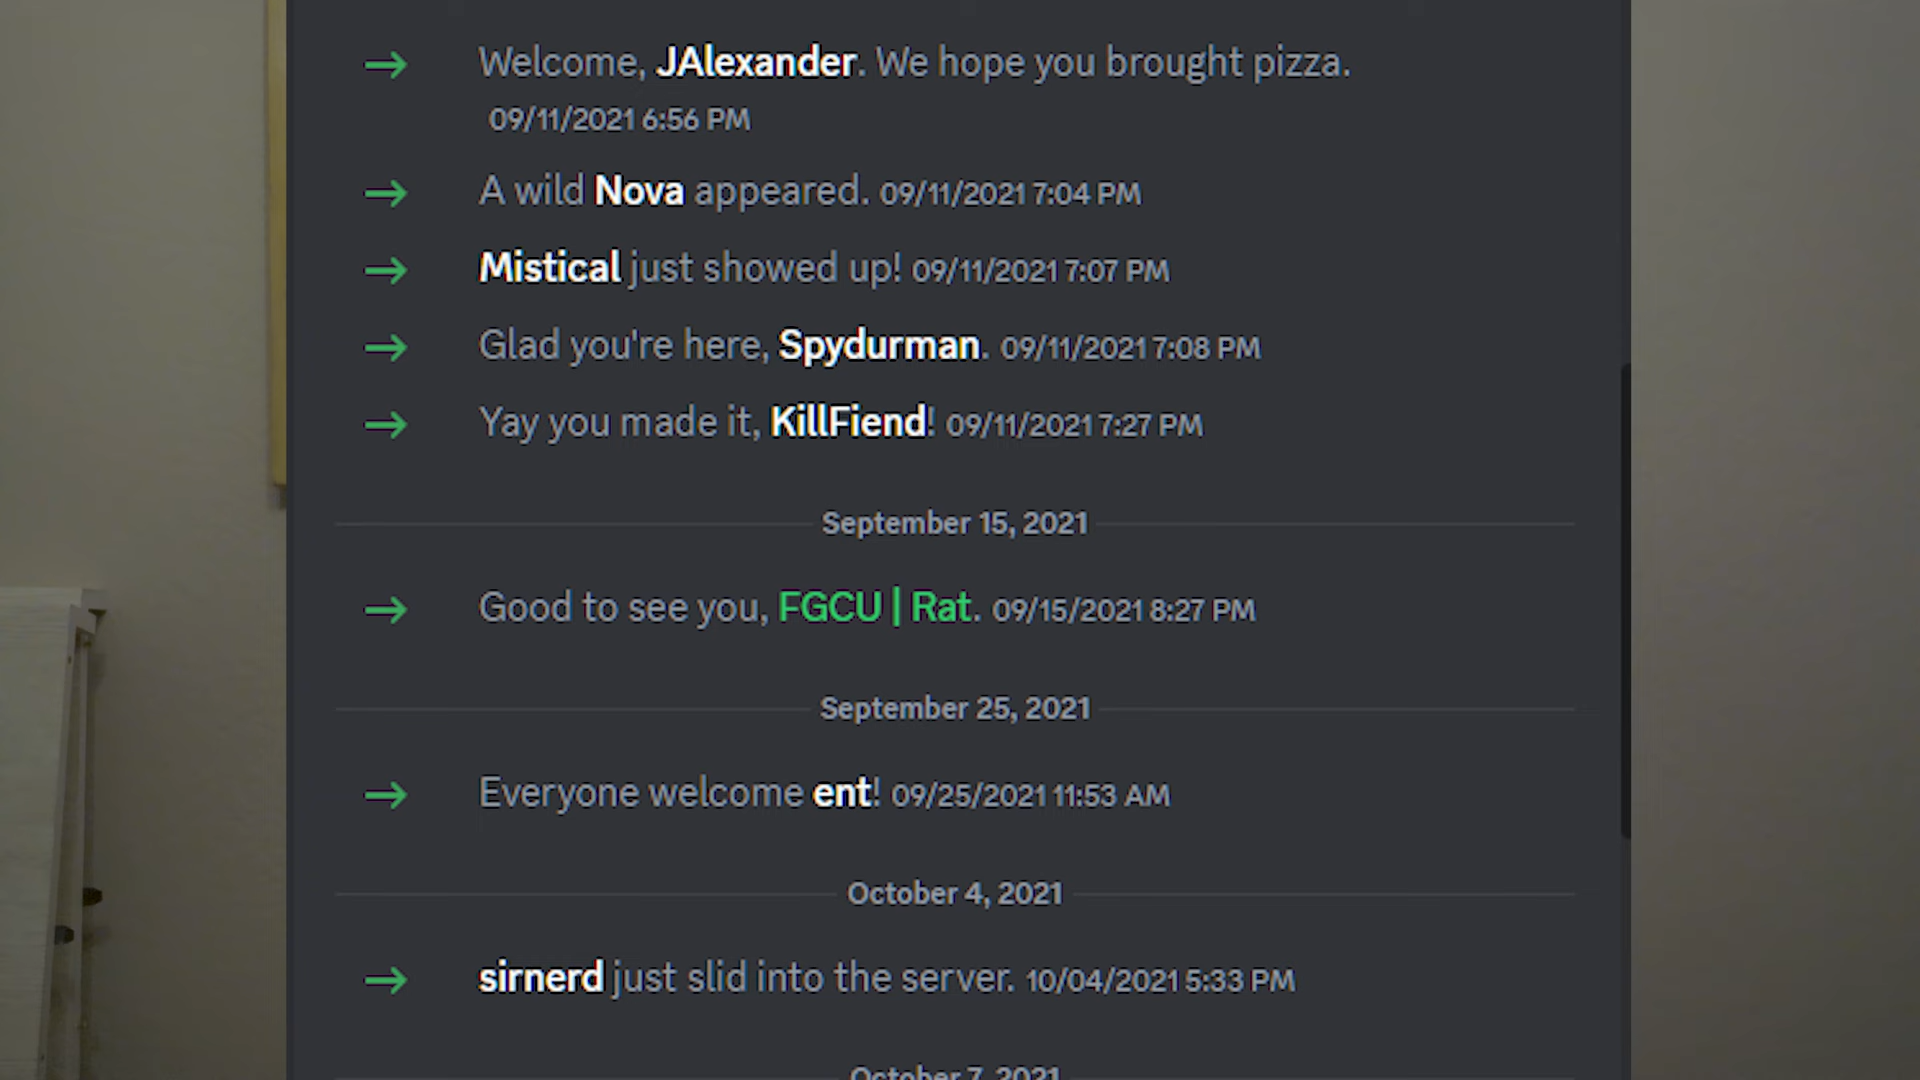 Welcome, JAlexander. We hope you brought pizza.
09/11/2021 6:56 PM
A wild Nova appeared. 09/11/2021 7:04 PM
Mistical just showed up! 09/11/2021 7:07 PM
Glad you're here, Spydurman. 09/11/2021 7:08 PM
Yay you made it, KillFiend! 09/11/2021 7:27 PM
September 15, 2021
Good to see you, FGCU | Rat. 09/15/2021 8:27 PM
September 25, 2021
Everyone welcome ent! 09/25/2021 11:53 AM
October 4, 2021
sirnerd just slid into the server. 10/04/2021 5:33 PM
October 7, 2021